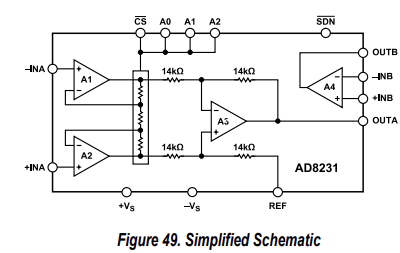 CS A0 A1 A2 SDN
OUTB
–INA
A1
14kΩ 14kΩ
A4
–INB
+INB
A3
OUTA
A2
14kΩ 14kΩ
+INA
AD8231
+VS –VS REF
Figure 49. Simplified Schematic